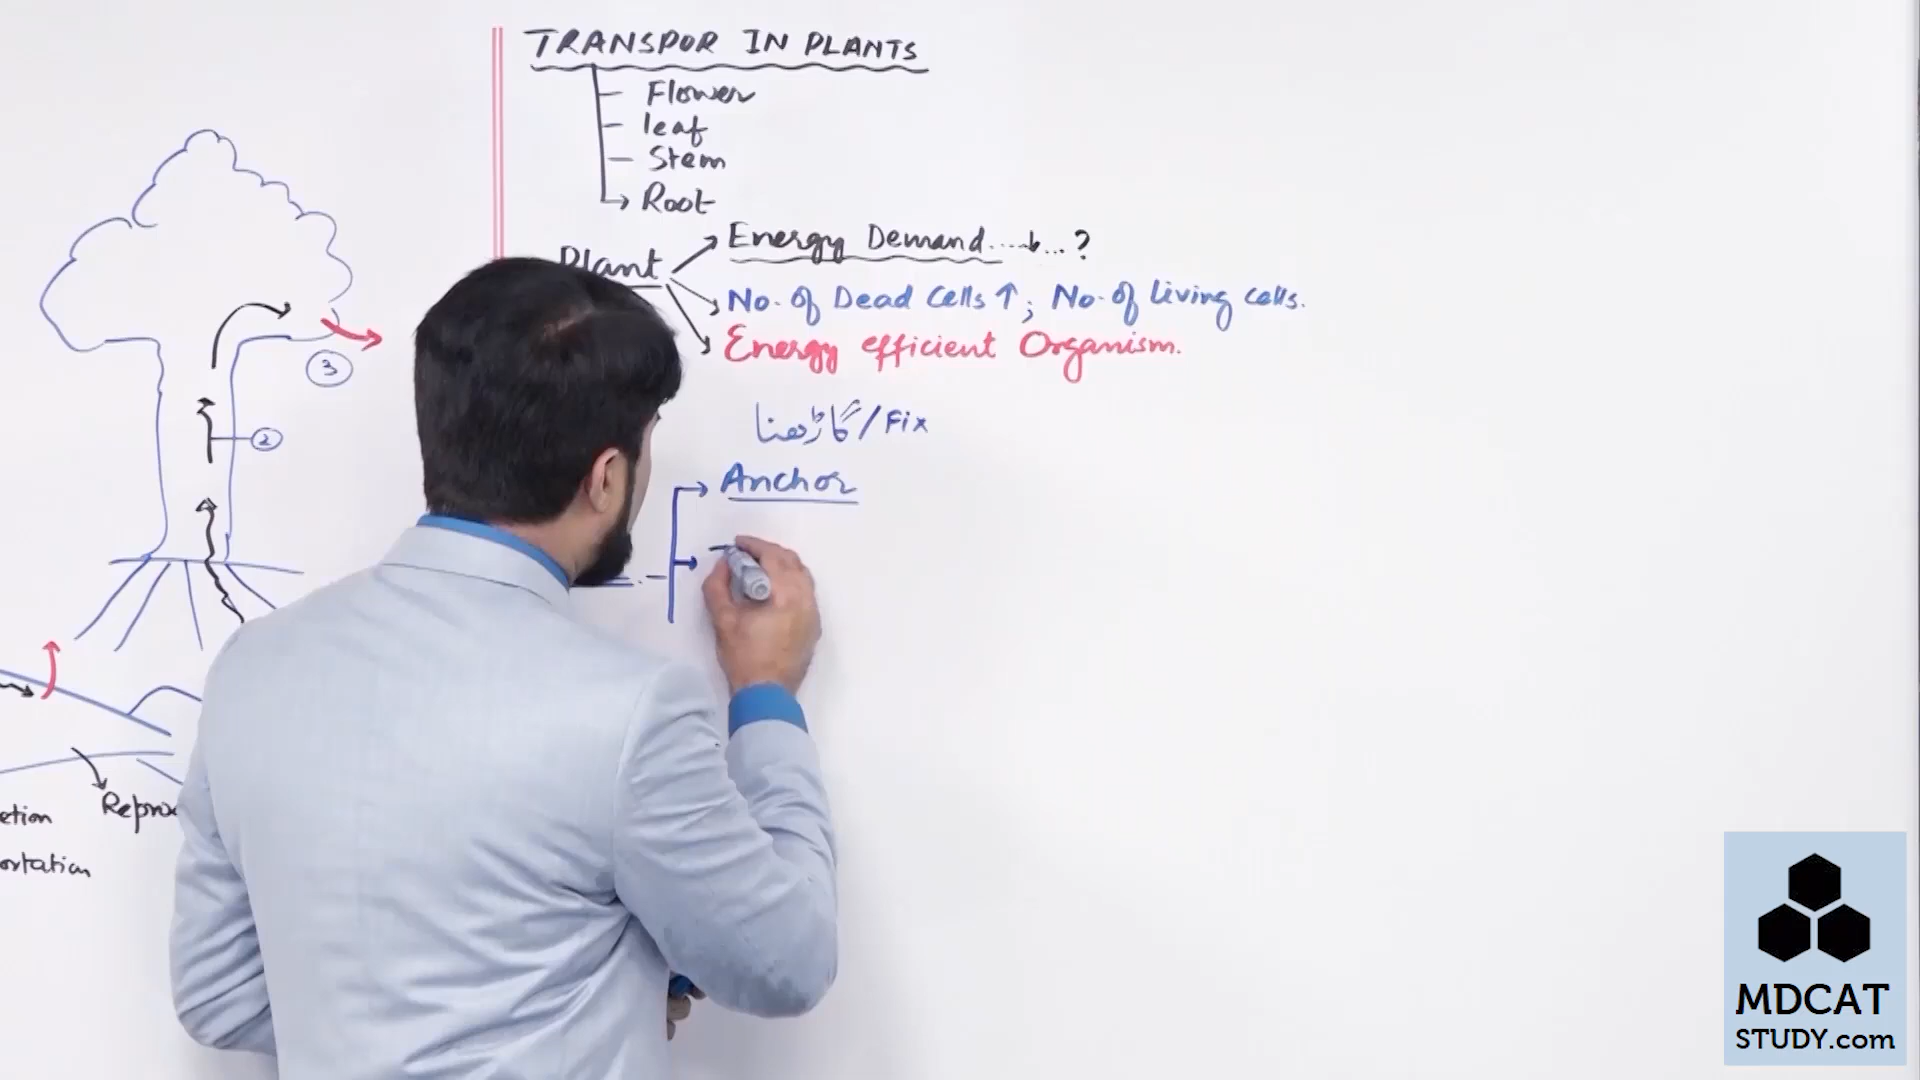 TRANSPOR IN PLANTS
Flower
leaf
Stem
Root
Plant
Energy Demand.......?
No. of Dead Cells ↑ ; No. of living cells.
Energy efficient Organism.
گاڑھنا / Fix
Anchor
3
2
etion
Repro
ortation
MDCAT
STUDY.com